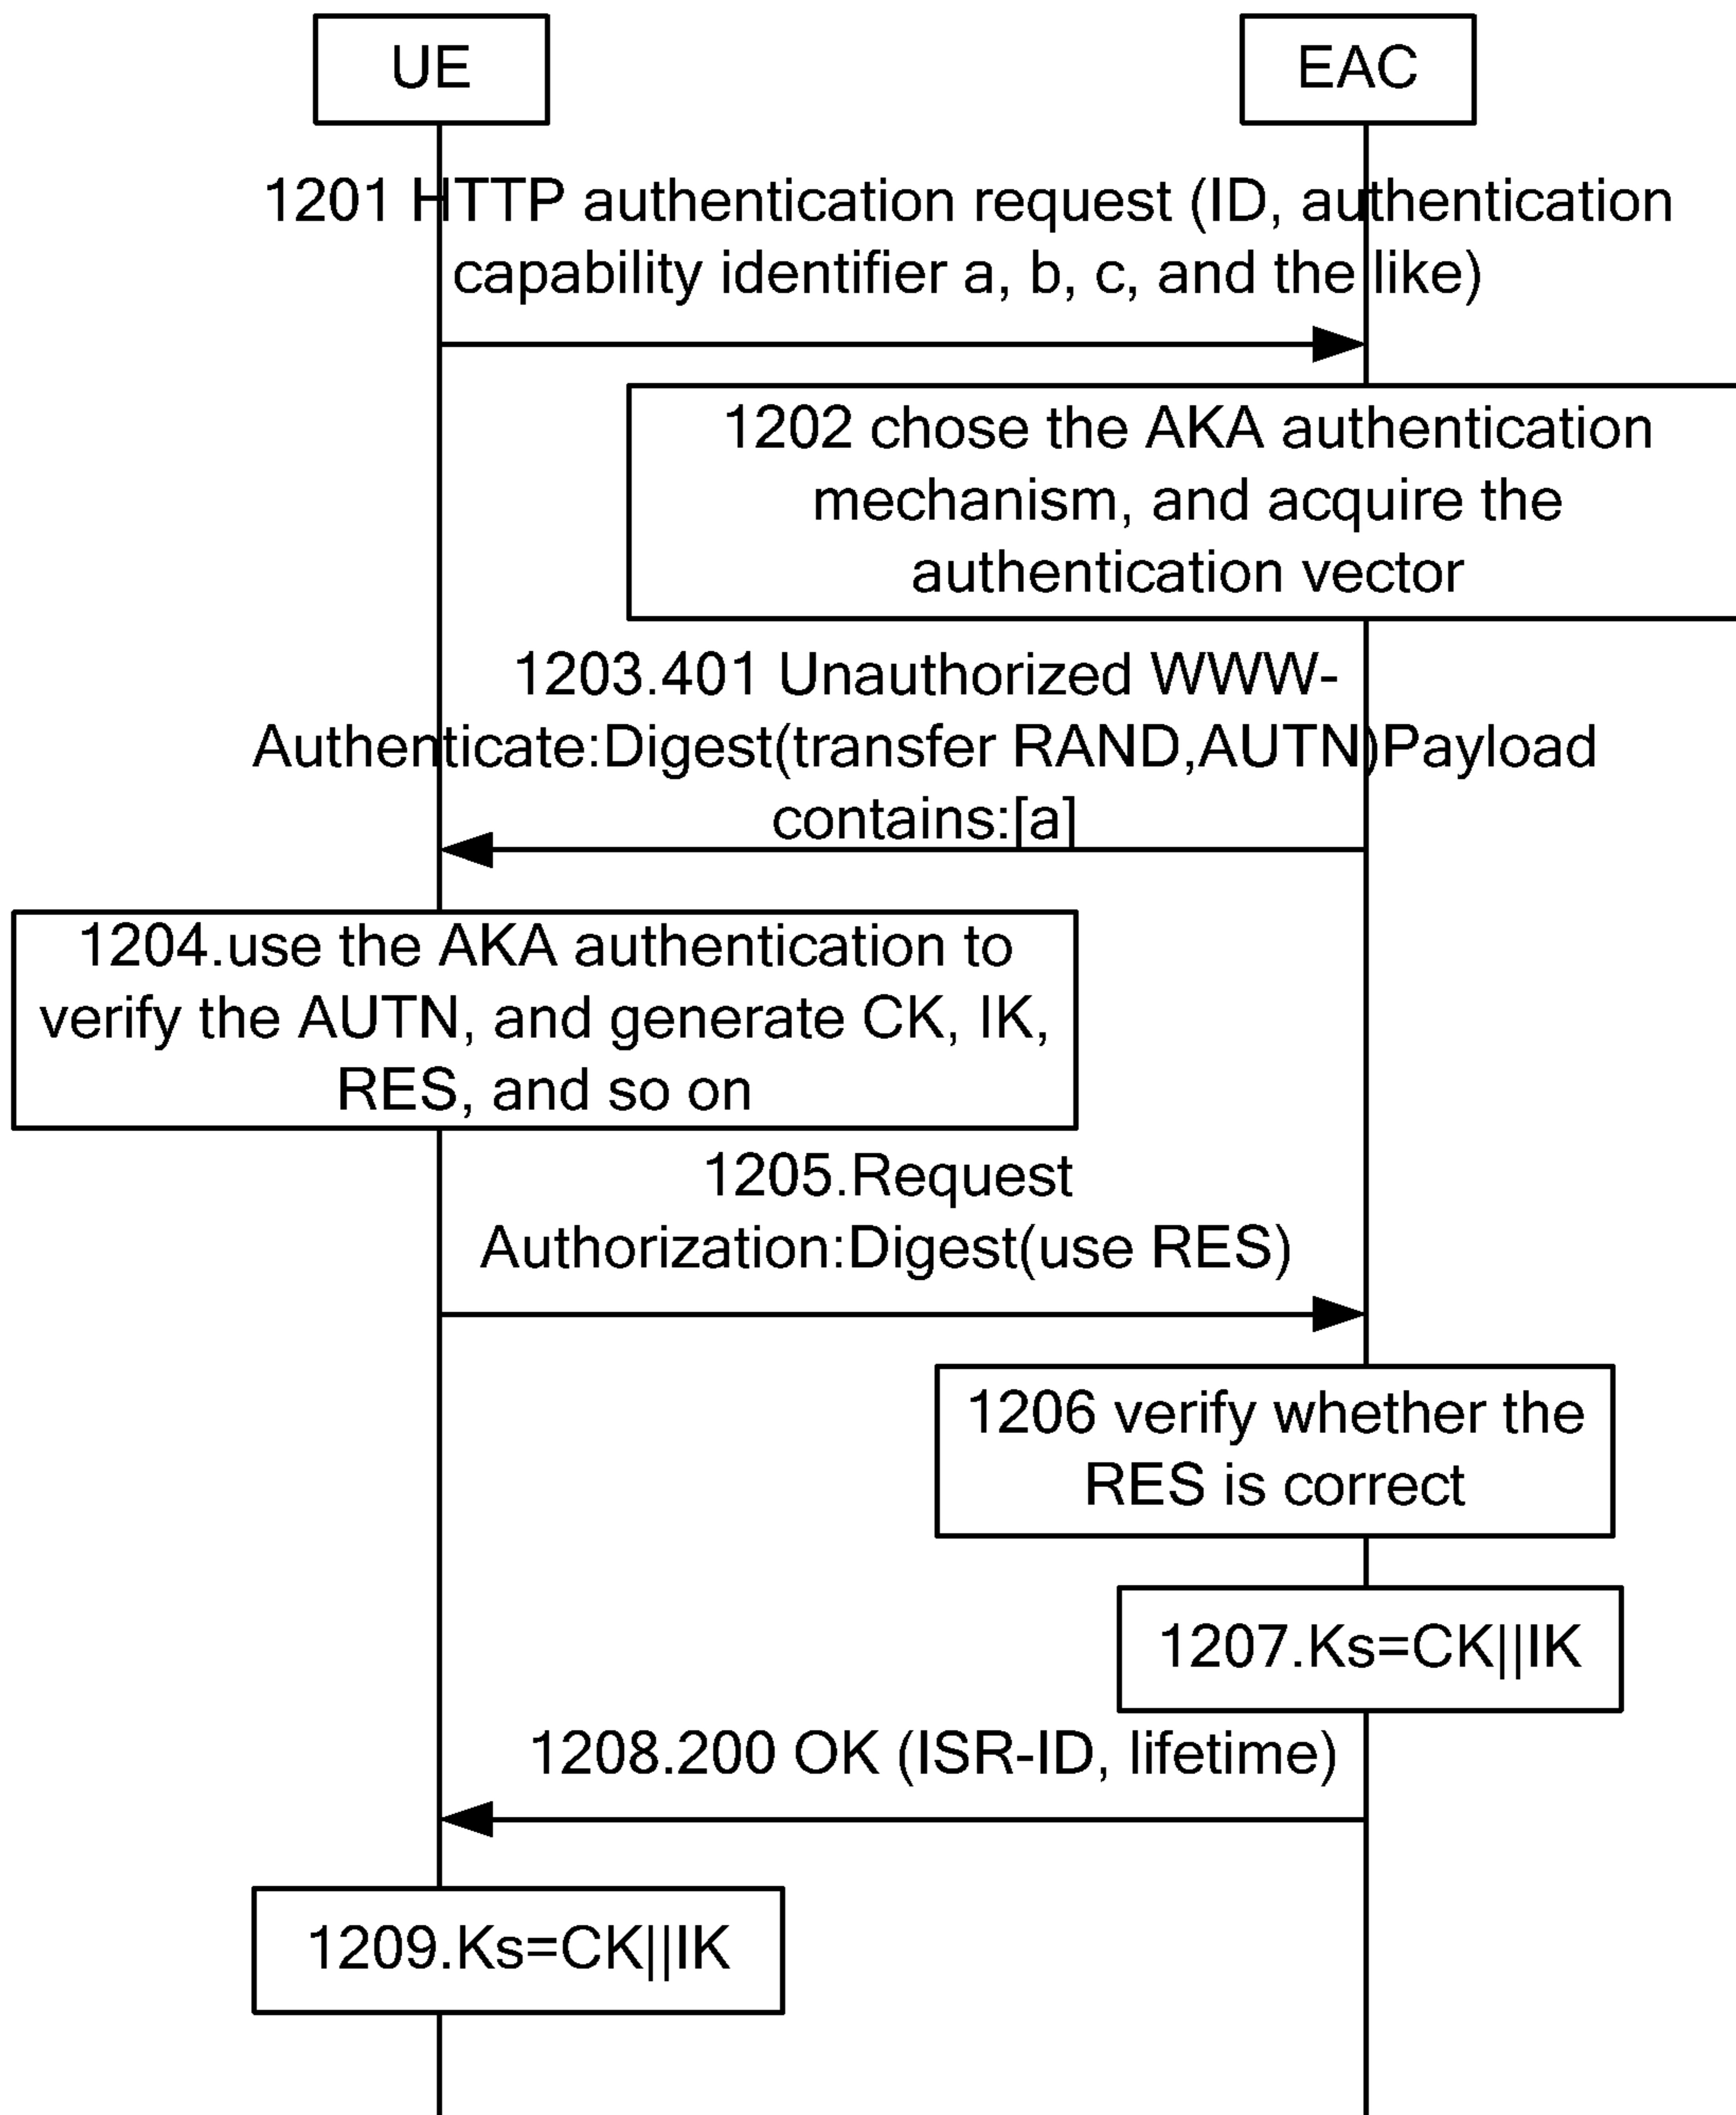 UE
EAC
1201 HTTP authentication request (ID, authentication
capability identifier a, b, c, and the like)
1202 chose the AKA authentication
mechanism, and acquire the
authentication vector
1203.401 Unauthorized WWW-
Authenticate:Digest(transfer RAND,AUTN)Payload
contains:[a]
1204.use the AKA authentication to
verify the AUTN, and generate CK, IK,
RES, and so on
1205.Request
Authorization:Digest(use RES)
1206 verify whether the
RES is correct
1207.Ks=CK||IK
1208.200 OK (ISR-ID, lifetime)
1209.Ks=CK||IK